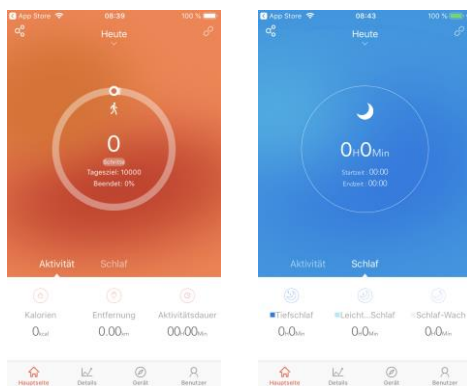 App Store 08:39 100 %
Heute
0
Schritte
Tagesziel: 10000
Beendet: 0%
Aktivität Schlaf
Kalorien Entfernung Aktivitätsdauer
0kcal 0.00km 00H00Min
Hauptseite Details Gerät Benutzer
App Store 08:43 100 %
Heute
0H0Min
Startzeit : 00:00
Endzeit : 00:00
Aktivität Schlaf
Tiefschlaf Leicht...Schlaf Schlaf-Wach
0H0Min 0H0Min 0H0Min
Hauptseite Details Gerät Benutzer